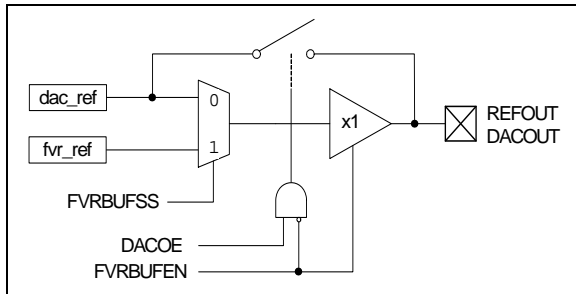 dac_ref
0
fvr_ref
1
x1
REFOUT
DACOUT
FVRBUFSS
DACOE
FVRBUFEN